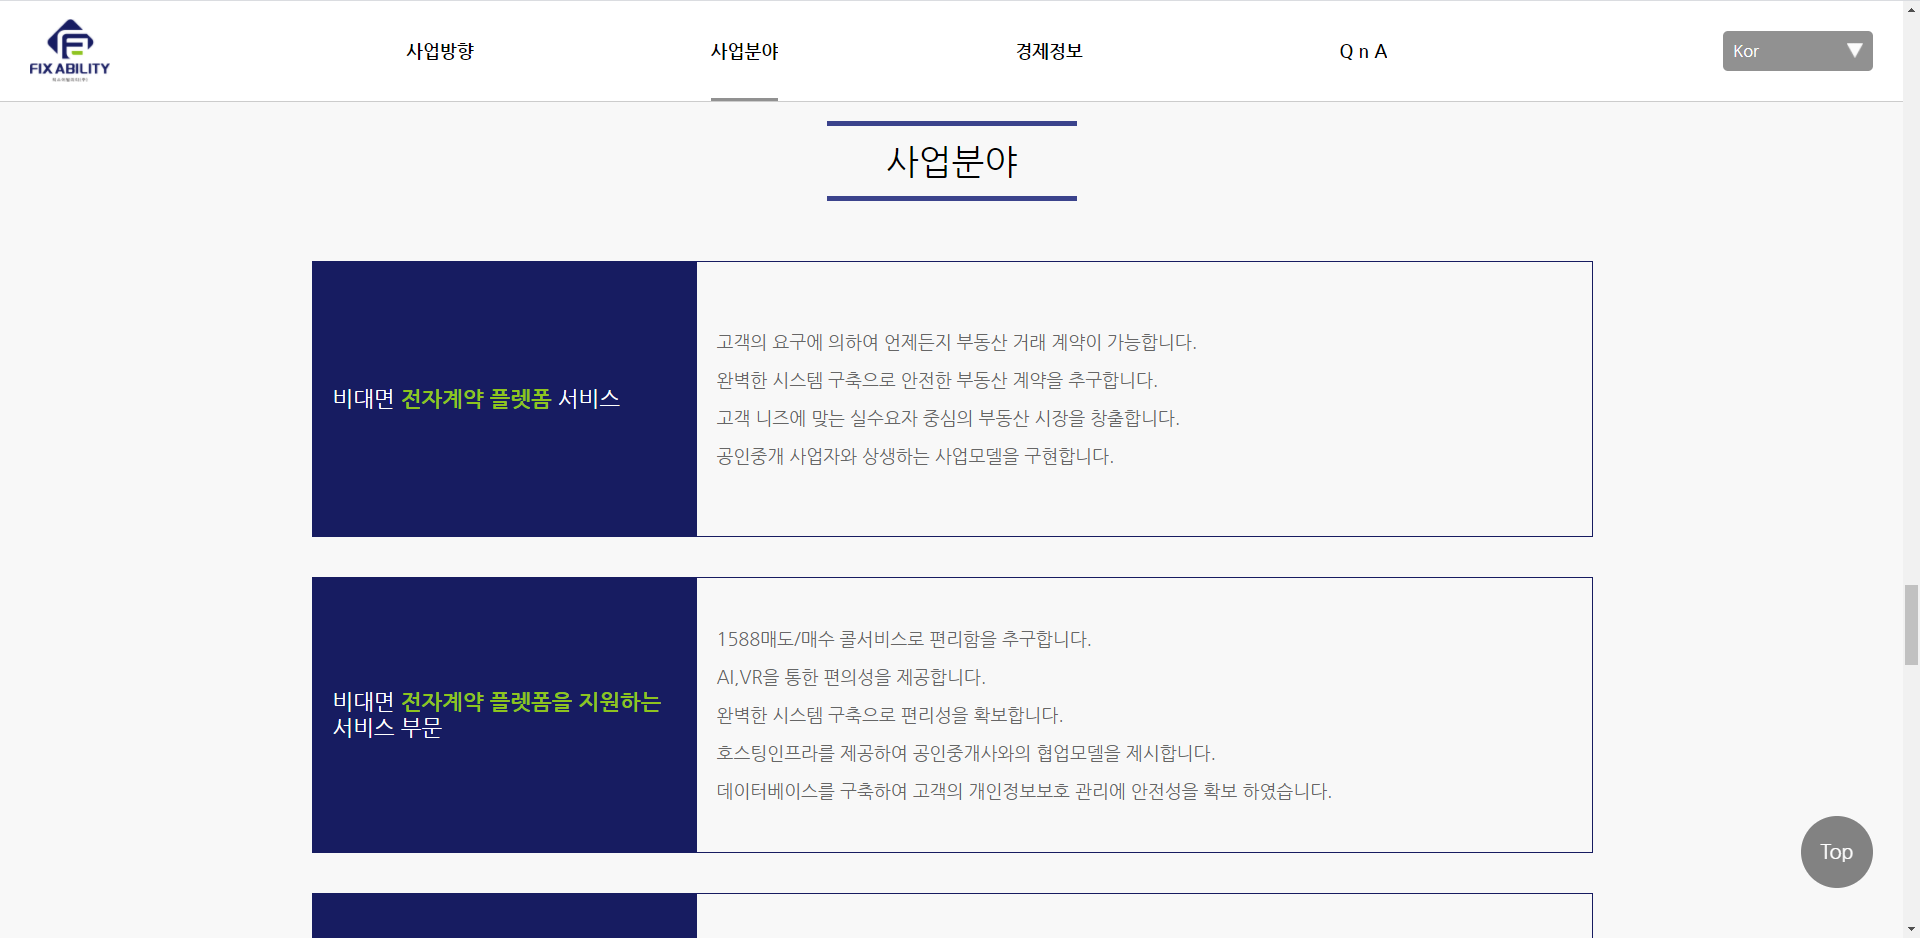 FIX ABILITY
사업방향
사업분야
경제정보
Q n A
Kor
사업분야
비대면 전자계약 플렛폼 서비스
고객의 요구에 의하여 언제든지 부동산 거래 계약이 가능합니다.
완벽한 시스템 구축으로 안전한 부동산 계약을 추구합니다.
고객 니즈에 맞는 실수요자 중심의 부동산 시장을 창출합니다.
공인중개 사업자와 상생하는 사업모델을 구현합니다.
비대면 전자계약 플렛폼을 지원하는
서비스 부문
1588매도/매수 콜서비스로 편리함을 추구합니다.
AI,VR을 통한 편의성을 제공합니다.
완벽한 시스템 구축으로 편리성을 확보합니다.
호스팅인프라를 제공하여 공인중개사와의 협업모델을 제시합니다.
데이터베이스를 구축하여 고객의 개인정보보호 관리에 안전성을 확보 하였습니다.
Top